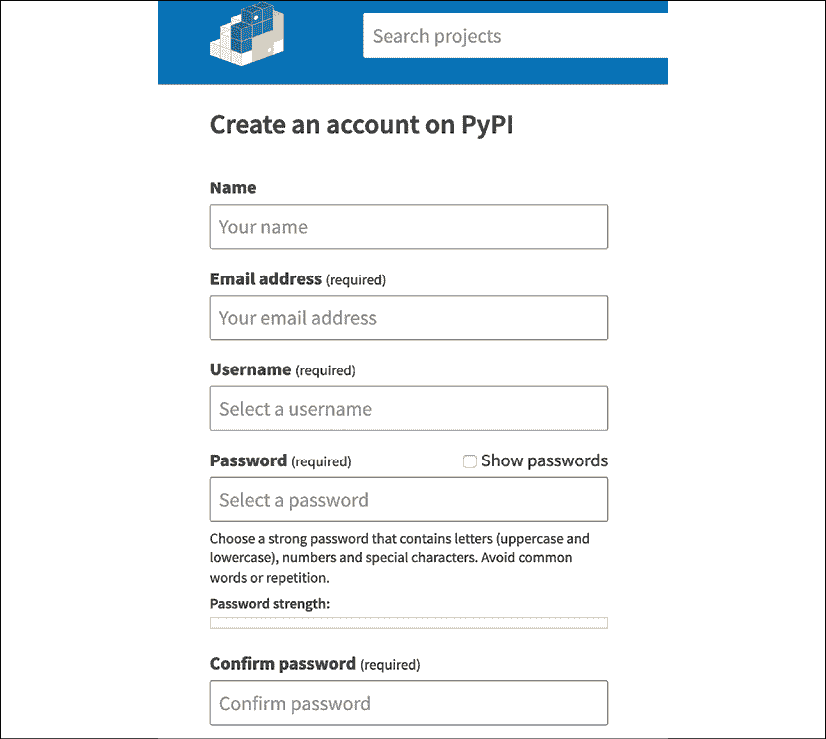 Search projects
Create an account on PyPI
Name
Your name
Email address (required)
Your email address
Username (required)
Select a username
Password (required) Show passwords
Select a password
Choose a strong password that contains letters (uppercase and
lowercase), numbers and special characters. Avoid common
words or repetition.
Password strength:
Confirm password (required)
Confirm password